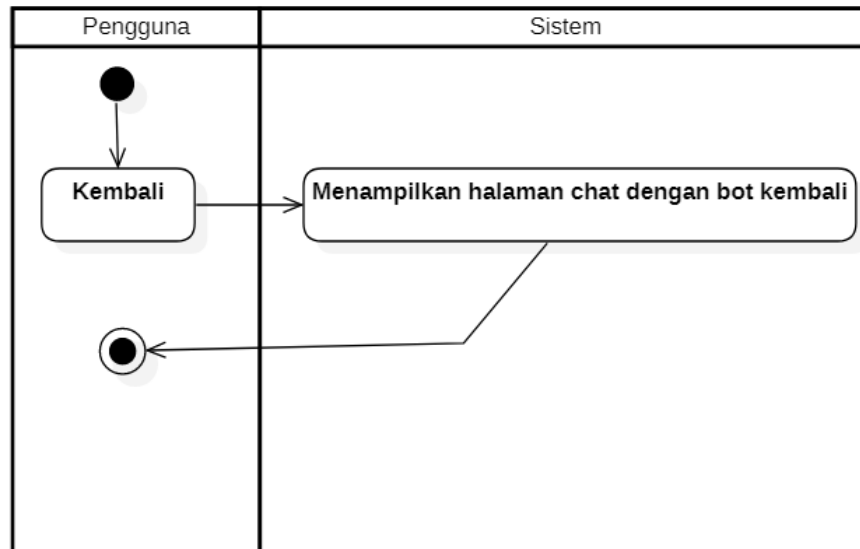 Pengguna
Sistem
Kembali
Menampilkan halaman chat dengan bot kembali